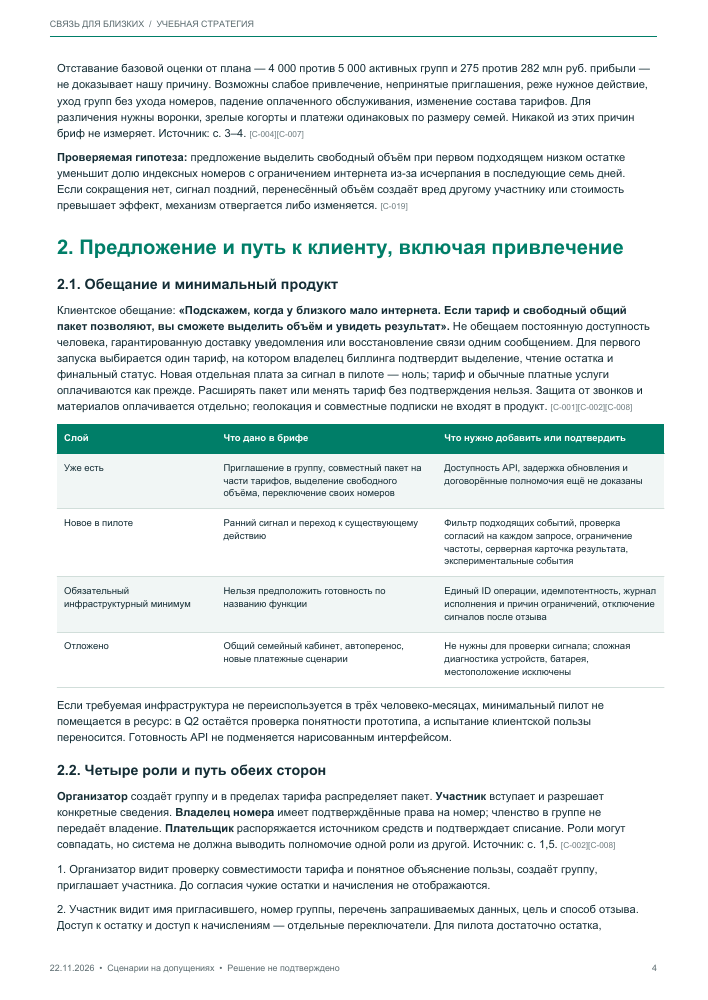 СВЯЗЬ ДЛЯ БЛИЗКИХ / УЧЕБНАЯ СТРАТЕГИЯ
Отставание базовой оценки от плана — 4 000 против 5 000 активных групп и 275 против 282 млн руб. прибыли —
не доказывает нашу причину. Возможны слабое привлечение, непринятые приглашения, реже нужное действие,
уход групп без ухода номеров, падение оплаченного обслуживания, изменение состава тарифов. Для
различения нужны воронки, зрелые когорты и платежи одинаковых по размеру семей. Никакой из этих причин
бриф не измеряет. Источник: с. 3–4. [C-004][C-007]
Проверяемая гипотеза: предложение выделить свободный объём при первом подходящем низком остатке
уменьшит долю индексных номеров с ограничением интернета из-за исчерпания в последующие семь дней.
Если сокращения нет, сигнал поздний, перенесённый объём создаёт вред другому участнику или стоимость
превышает эффект, механизм отвергается либо изменяется. [C-019]
2. Предложение и путь к клиенту, включая привлечение
2.1. Обещание и минимальный продукт
Клиентское обещание: «Подскажем, когда у близкого мало интернета. Если тариф и свободный общий
пакет позволяют, вы сможете выделить объём и увидеть результат». Не обещаем постоянную доступность
человека, гарантированную доставку уведомления или восстановление связи одним сообщением. Для первого
запуска выбирается один тариф, на котором владелец биллинга подтвердит выделение, чтение остатка и
финальный статус. Новая отдельная плата за сигнал в пилоте — ноль; тариф и обычные платные услуги
оплачиваются как прежде. Расширять пакет или менять тариф без подтверждения нельзя. Защита от звонков и
материалов оплачивается отдельно; геолокация и совместные подписки не входят в продукт. [C-001][C-002][C-008]
Слой
Что дано в брифе
Что нужно добавить или подтвердить
Уже есть
Приглашение в группу, совместный пакет на
части тарифов, выделение свободного
объёма, переключение своих номеров
Доступность API, задержка обновления и
договорённые полномочия ещё не доказаны
Новое в пилоте
Ранний сигнал и переход к существующему
действию
Фильтр подходящих событий, проверка
согласий на каждом запросе, ограничение
частоты, серверная карточка результата,
экспериментальные события
Обязательный
инфраструктурный минимум
Нельзя предположить готовность по
названию функции
Единый ID операции, идемпотентность, журнал
исполнения и причин ограничений, отключение
сигналов после отзыва
Отложено
Общий семейный кабинет, автоперенос,
новые платежные сценарии
Не нужны для проверки сигнала; сложная
диагностика устройств, батарея,
местоположение исключены
Если требуемая инфраструктура не переиспользуется в трёх человеко-месяцах, минимальный пилот не
помещается в ресурс: в Q2 остаётся проверка понятности прототипа, а испытание клиентской пользы
переносится. Готовность API не подменяется нарисованным интерфейсом.
2.2. Четыре роли и путь обеих сторон
Организатор создаёт группу и в пределах тарифа распределяет пакет. Участник вступает и разрешает
конкретные сведения. Владелец номера имеет подтверждённые права на номер; членство в группе не
передаёт владение. Плательщик распоряжается источником средств и подтверждает списание. Роли могут
совпадать, но система не должна выводить полномочие одной роли из другой. Источник: с. 1,5. [C-002][C-008]
1. Организатор видит проверку совместимости тарифа и понятное объяснение пользы, создаёт группу,
приглашает участника. До согласия чужие остатки и начисления не отображаются.
2. Участник видит имя пригласившего, номер группы, перечень запрашиваемых данных, цель и способ отзыва.
Доступ к остатку и доступ к начислениям — отдельные переключатели. Для пилота достаточно остатка,
22.11.2026 • Сценарии на допущениях • Решение не подтверждено
4